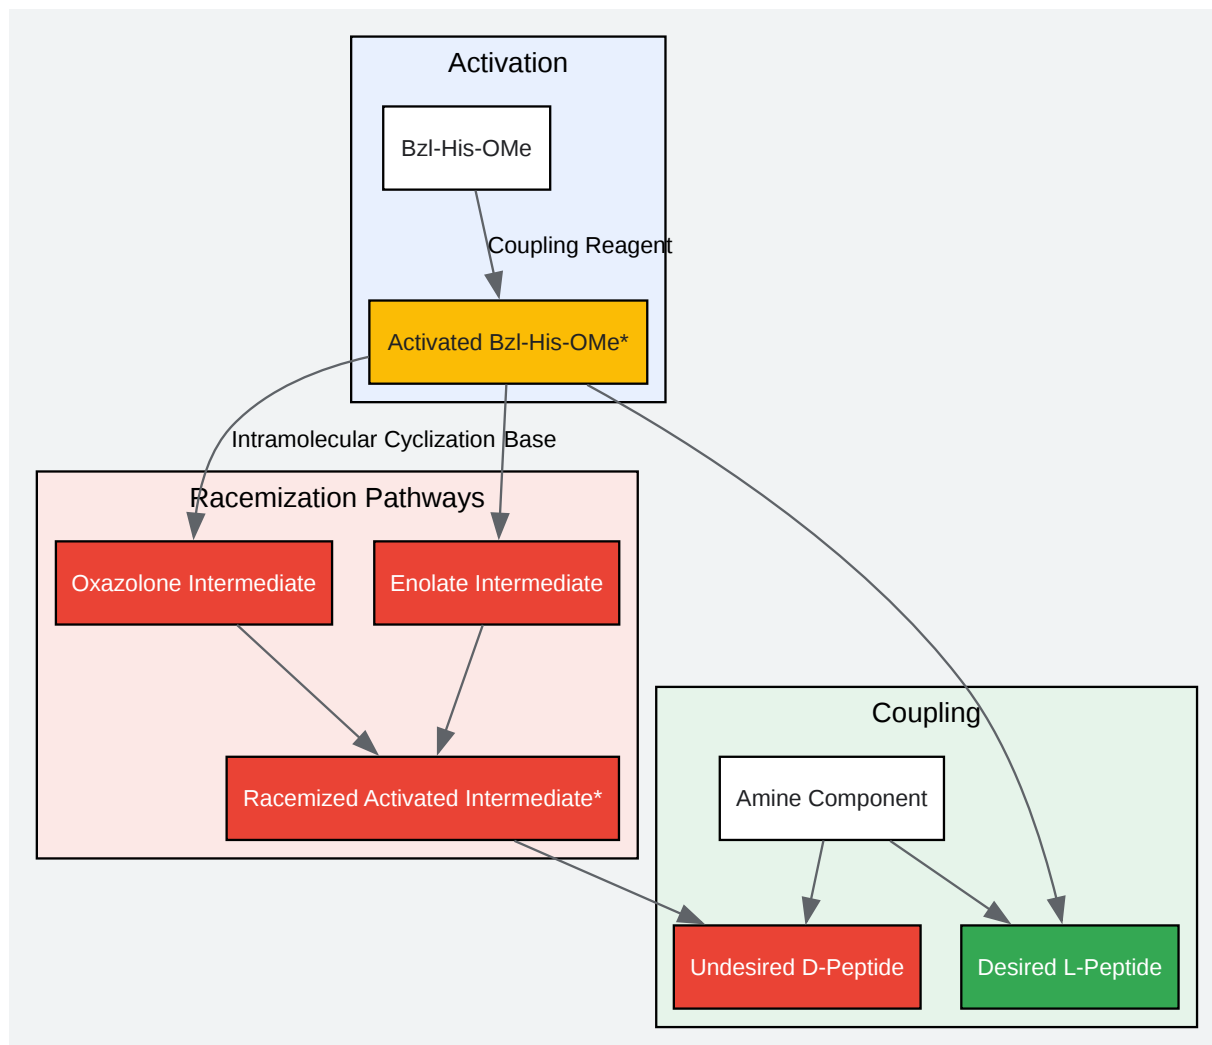 Activation
Bzl-His-OMe
Coupling Reagent
Activated Bzl-His-OMe*
Intramolecular Cyclization
Base
Racemization Pathways
Oxazolone Intermediate
Enolate Intermediate
Racemized Activated Intermediate*
Coupling
Amine Component
Undesired D-Peptide
Desired L-Peptide